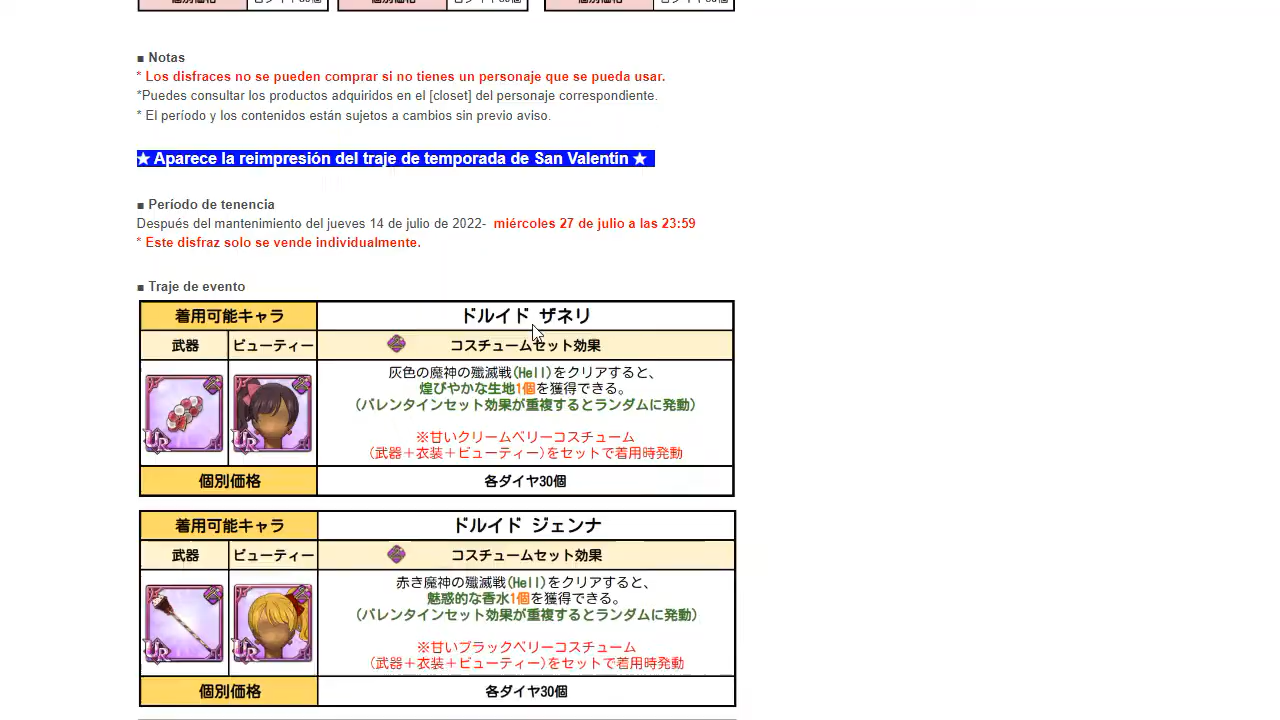 ■ Notas
* Los disfraces no se pueden comprar si no tienes un personaje que se pueda usar.
*Puedes consultar los productos adquiridos en el [closet] del personaje correspondiente.
* El período y los contenidos están sujetos a cambios sin previo aviso.
★ Aparece la reimpresión del traje de temporada de San Valentín ★
■ Período de tenencia
Después del mantenimiento del jueves 14 de julio de 2022- miércoles 27 de julio a las 23:59
* Este disfraz solo se vende individualmente.
■ Traje de evento
着用可能キャラ ドルイド ザネリ
武器 ビューティー コスチュームセット効果
灰色の魔神の殲滅戦(Hell)をクリアすると、
煌びやかな生地1個を獲得できる。
(バレンタインセット効果が重複するとランダムに発動)
※甘いクリームベリーコスチューム
(武器＋衣装＋ビューティー)をセットで着用時発動
UR UR
個別価格 各ダイヤ30個
着用可能キャラ ドルイド ジェンナ
武器 ビューティー コスチュームセット効果
赤き魔神の殲滅戦(Hell)をクリアすると、
魅惑的な香水1個を獲得できる。
(バレンタインセット効果が重複するとランダムに発動)
※甘いブラックベリーコスチューム
(武器＋衣装＋ビューティー)をセットで着用時発動
UR UR
個別価格 各ダイヤ30個